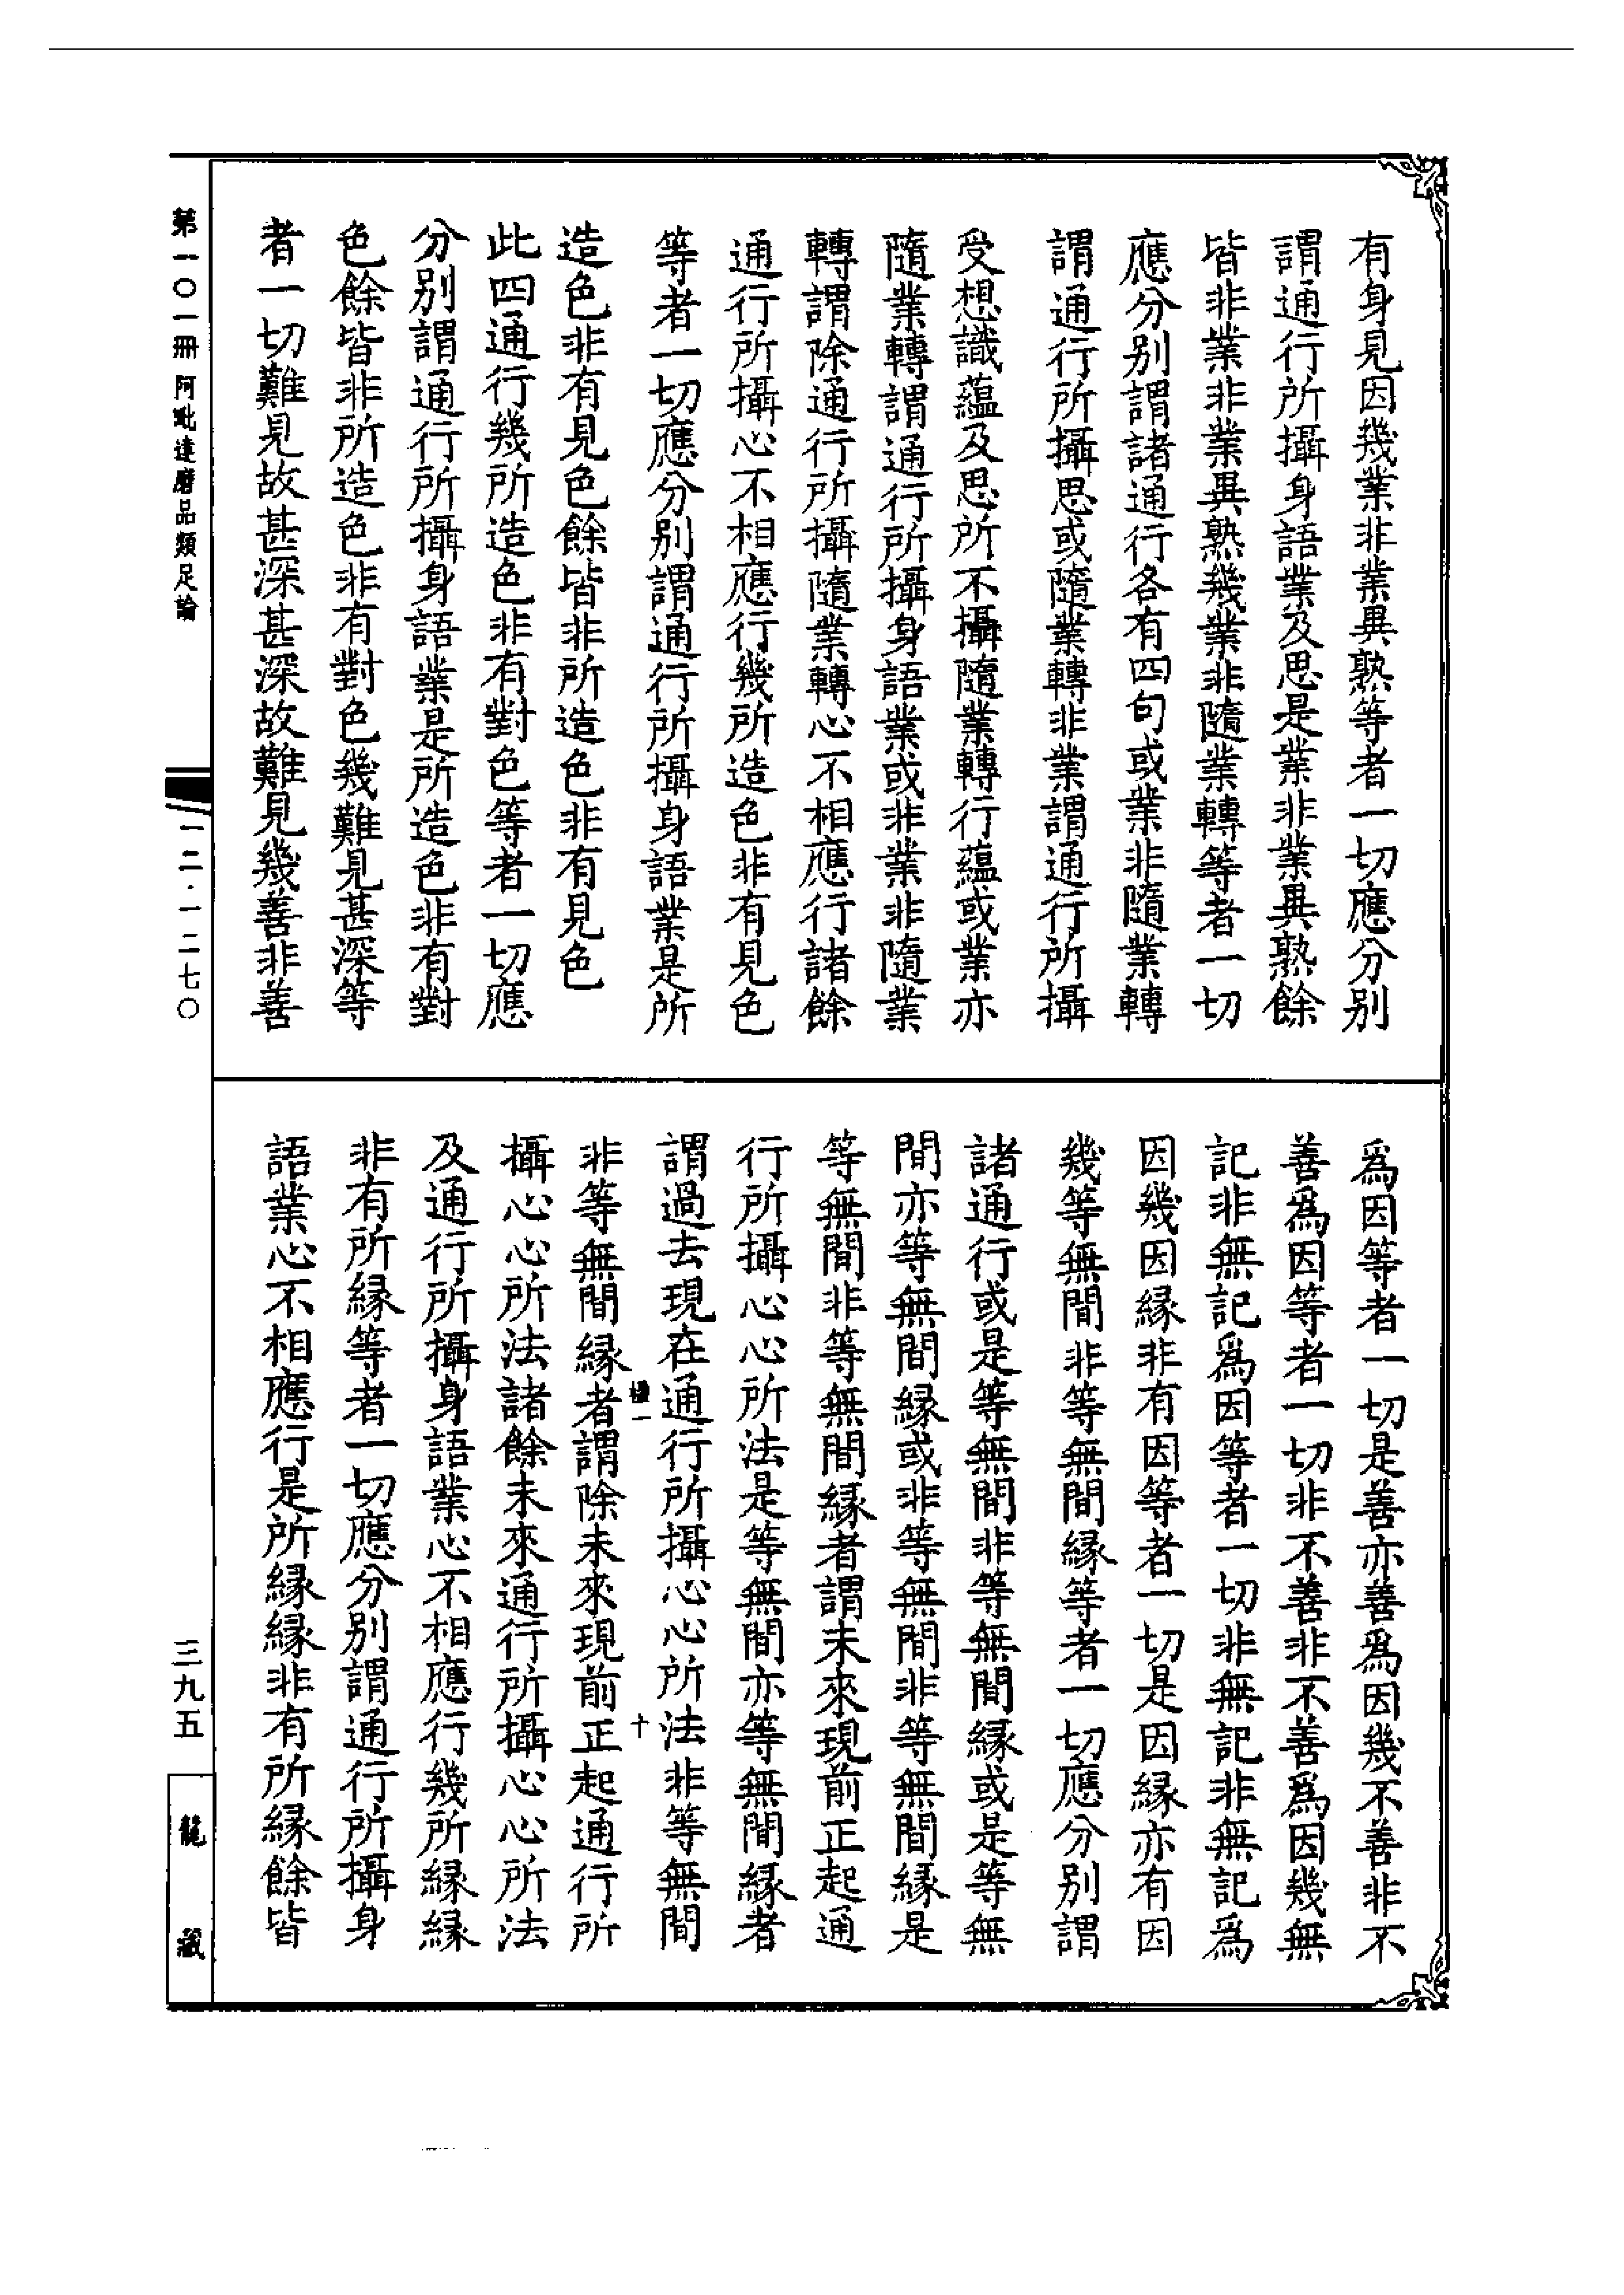 有身見因幾業非業異熟等者一切應分別
謂通行所攝身語業及思是業非業異熟餘
皆非業非業異熟幾業非隨業轉等者一切
應分別謂諸通行各有四句或業非隨業轉
謂通行所攝思或隨業轉非業謂通行所攝
受想識蘊及思所不攝隨業轉行蘊或業亦
隨業轉謂通行所攝身語業或非業非隨業
轉謂除通行所攝隨業轉心不相應行諸餘
通行所攝心不相應行幾所造色非有見色
等者一切應分別謂通行所攝身語業是所
造色非有見色餘皆非所造色非有見色
此四通行幾所造色非有對色等者一切應
分別謂通行所攝身語業是所造色非有對
色餘皆非所造色非有對色幾難見甚深等
者一切難見故甚深甚深故難見幾善非善
爲因等者一切是善亦善爲因幾不善非不
善爲因等者一切非不善非不善爲因幾無
記非無記爲因等者一切非無記非無記爲
因幾因緣非有因等者一切是因緣亦有因
幾等無間非等無間緣等者一切應分別謂
諸通行或是等無間非等無間緣或是等無
間亦等無間緣或非等無間非等無間緣是
等無間非等無間緣者謂未來現前正起通
行所攝心心所法是等無間亦等無間緣者
謂過去現在通行所攝心心所法非等無間
十
非等無間緣者謂除未來現前正起通行所
攝心心所法諸餘未來通行所攝心心所法
及通行所攝身語業心不相應行幾所緣緣
非有所緣等者一切應分別謂通行所攝身
語業心不相應行是所緣緣非有所緣餘皆
第一〇一冊 阿毗達磨品類足論
一二·一二七〇
三九五
龍藏